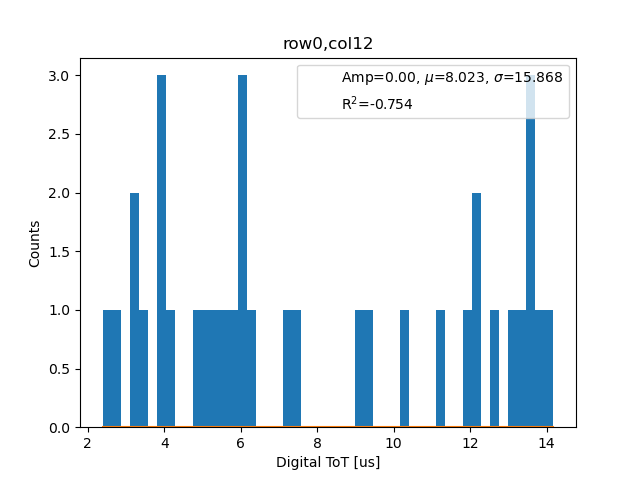 row0,col12
Amp=0.00, μ=8.023, σ=15.868
R²=-0.754
3.0
2.5
2.0
1.5
1.0
0.5
0.0
Counts
2 4 6 8 10 12 14
Digital ToT [us]